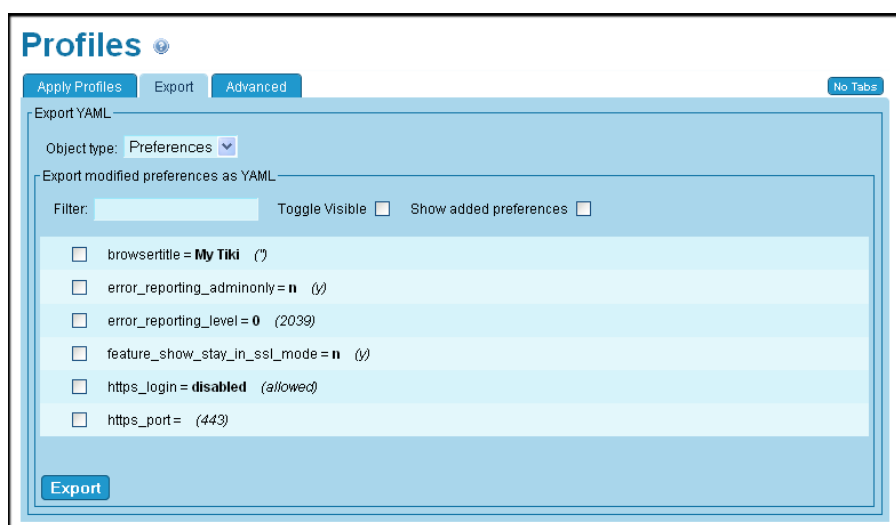 Profiles
Apply Profiles Export Advanced No Tabs
Export YAML
Object type: Preferences
Export modified preferences as YAML
Filter: Toggle Visible Show added preferences
browsertitle = My Tiki ('')
error_reporting_adminonly = n (y)
error_reporting_level = 0 (2039)
feature_show_stay_in_ssl_mode = n (y)
https_login = disabled (allowed)
https_port = (443)
Export